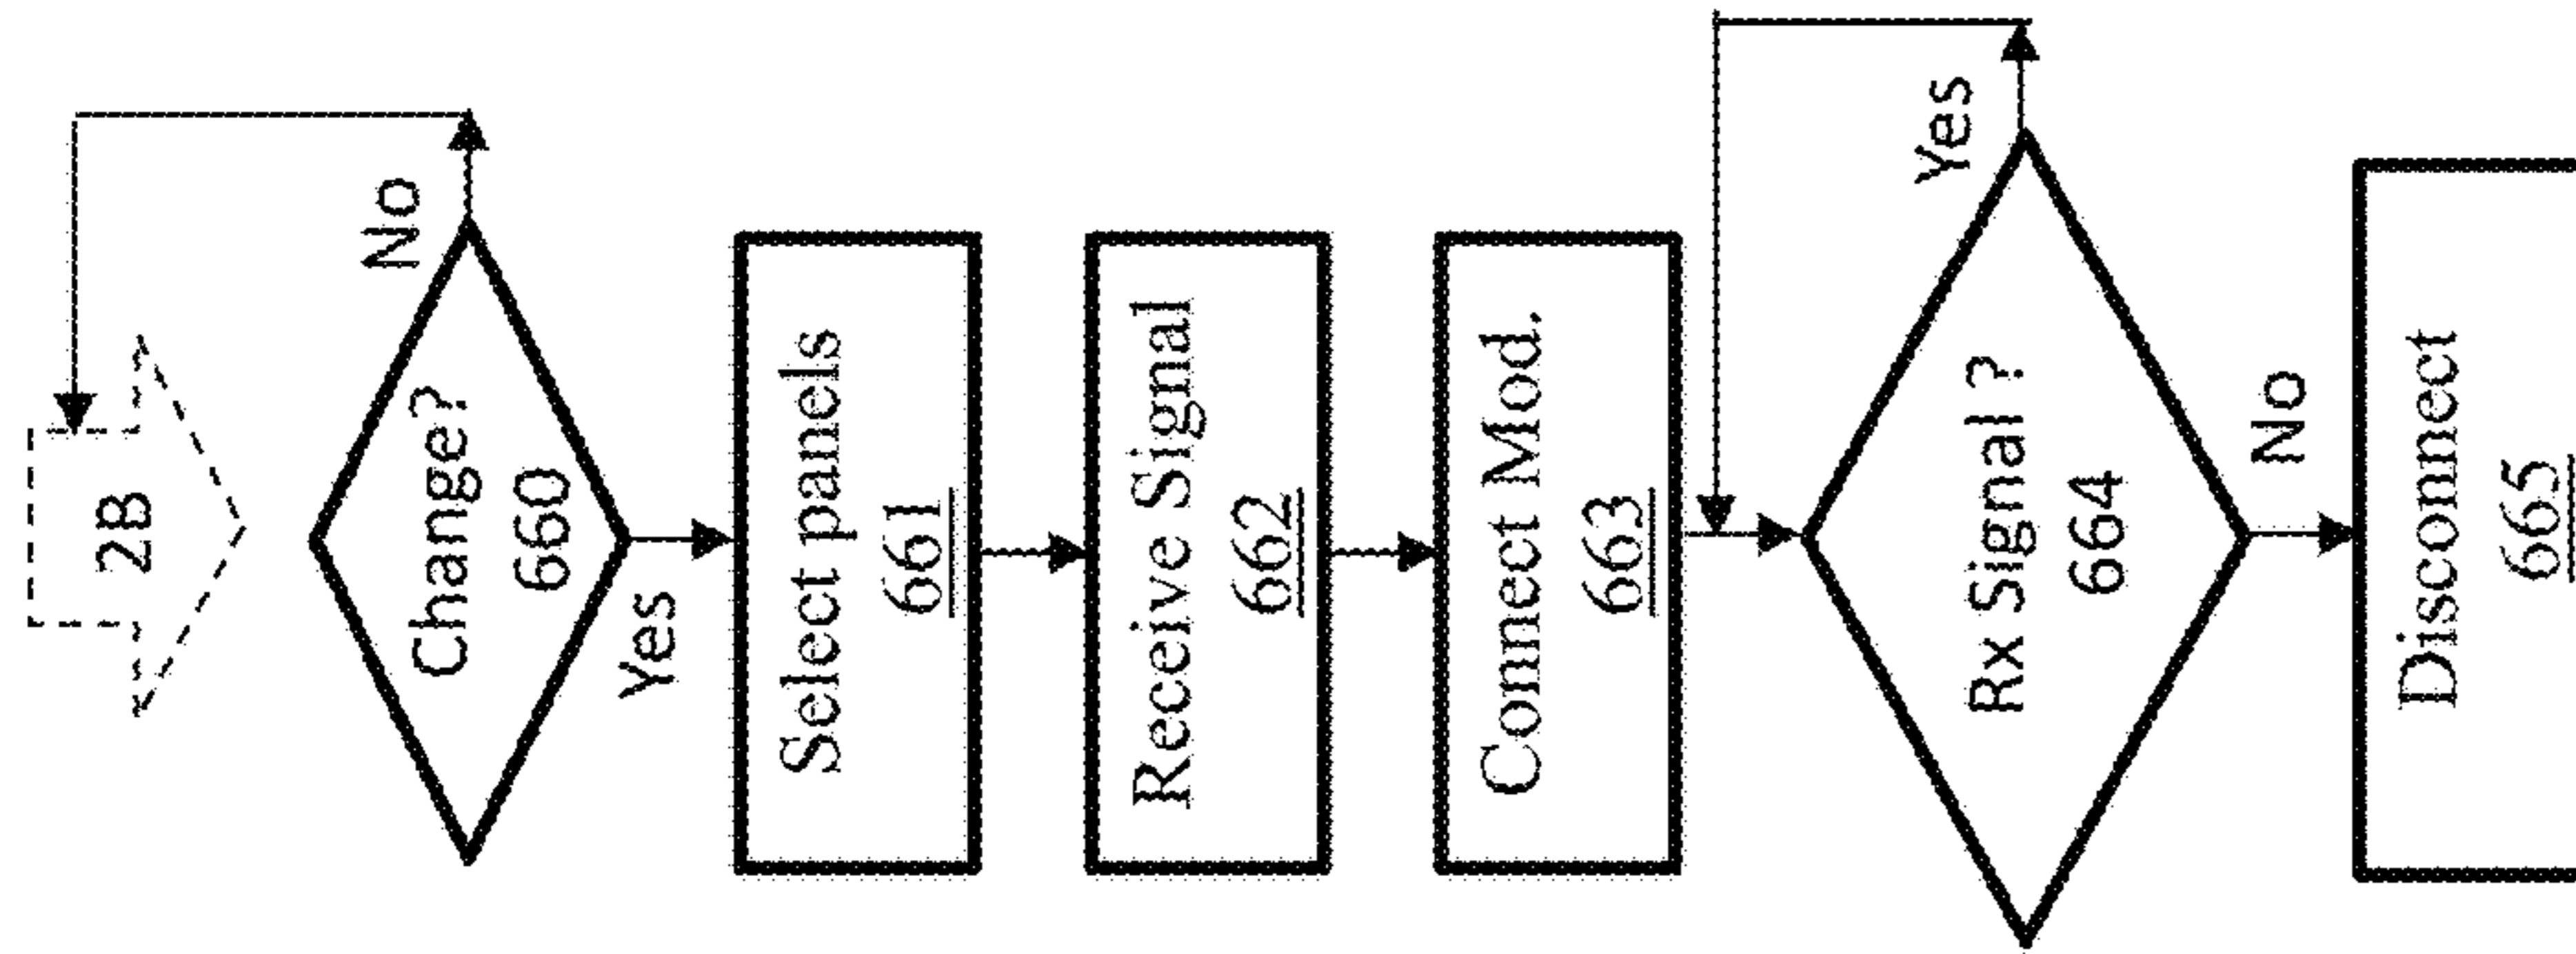 2B
No
Change?
660
Yes
Select panels
661
Receive Signal
662
Connect Mod.
663
Yes
Rx Signal ?
664
No
Disconnect
665